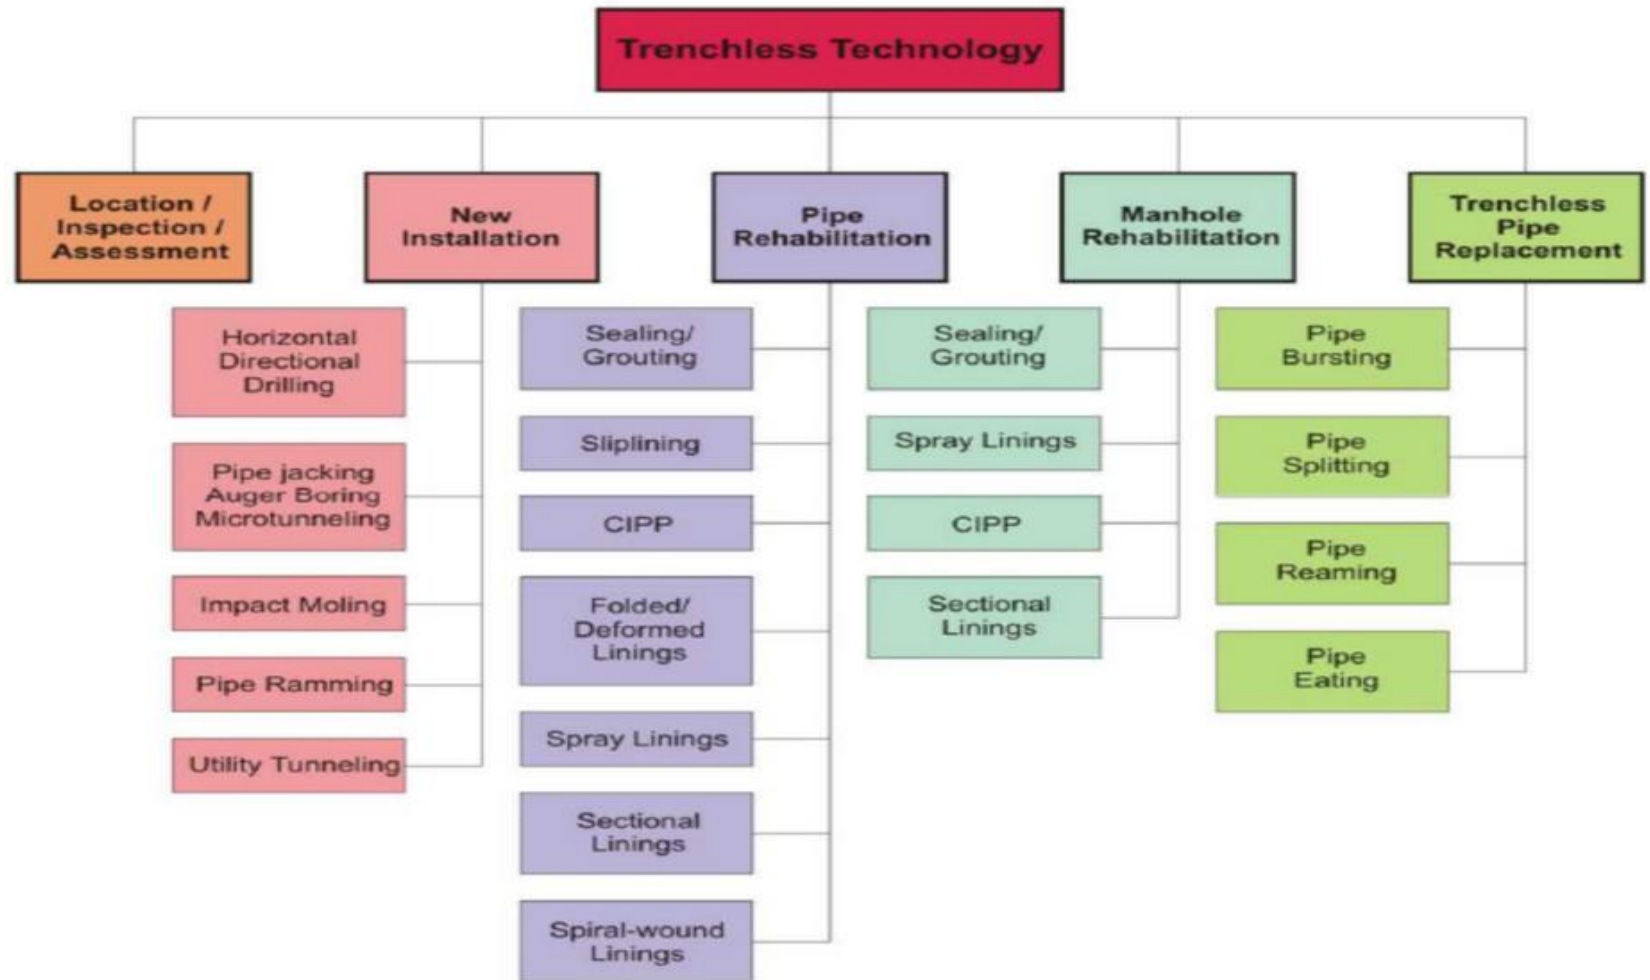 Trenchless Technology
Location /
Inspection /
Assessment
New
Installation
Pipe
Rehabilitation
Manhole
Rehabilitation
Trenchless
Pipe
Replacement
Horizontal
Directional
Drilling
Pipe jacking
Auger Boring
Microtunneling
Impact Moling
Pipe Ramming
Utility Tunneling
Sealing/
Grouting
Sliplining
CIPP
Folded/
Deformed
Linings
Spray Linings
Sectional
Linings
Spiral-wound
Linings
Sealing/
Grouting
Spray Linings
CIPP
Sectional
Linings
Pipe
Bursting
Pipe
Splitting
Pipe
Reaming
Pipe
Eating